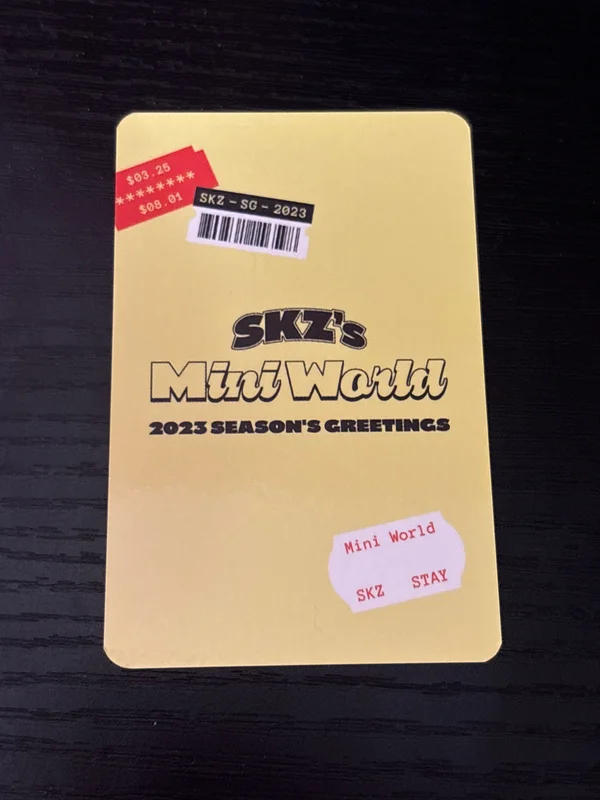 $03.25
********
$08.01
SKZ - SG - 2023
SKZ's
Mini World
2023 SEASON'S GREETINGS
Mini World
SKZ STAY